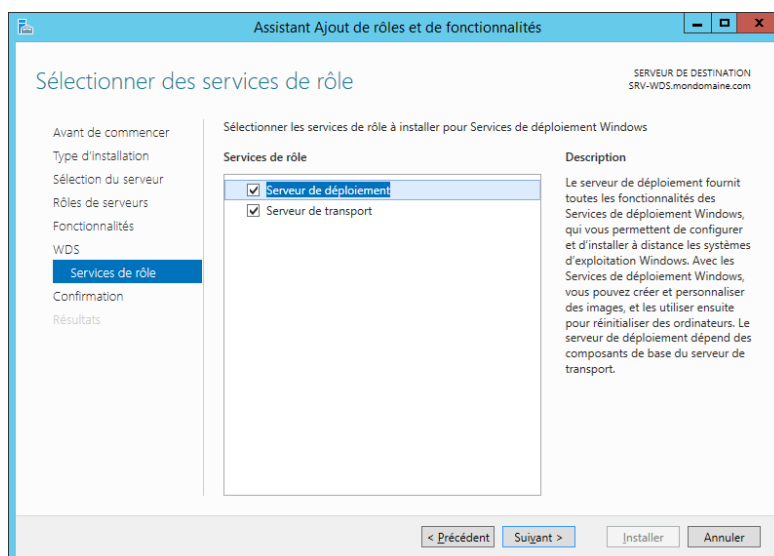 Assistant Ajout de rôles et de fonctionnalités
Sélectionner des services de rôle
SERVEUR DE DESTINATION
SRV-WDS.mondomaine.com
Avant de commencer
Type d'installation
Sélection du serveur
Rôles de serveurs
Fonctionnalités
WDS
Services de rôle
Confirmation
Résultats
Sélectionner les services de rôle à installer pour Services de déploiement Windows
Services de rôle
Serveur de déploiement
Serveur de transport
Description
Le serveur de déploiement fournit
toutes les fonctionnalités des
Services de déploiement Windows,
qui vous permettent de configurer
et d'installer à distance les systèmes
d'exploitation Windows. Avec les
Services de déploiement Windows,
vous pouvez créer et personnaliser
des images, et les utiliser ensuite
pour réinitialiser des ordinateurs. Le
serveur de déploiement dépend des
composants de base du serveur de
transport.
< Précédent
Suivant >
Installer
Annuler